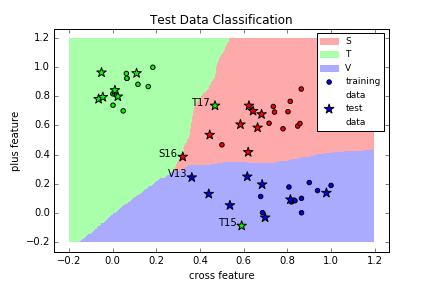 Test Data Classification
1.2
1.0
0.8
0.6
0.4
0.2
0.0
−0.2
plus feature
T17
S16
V13
T15
S
T
V
training
data
test
data
−0.2 0.0 0.2 0.4 0.6 0.8 1.0 1.2
cross feature